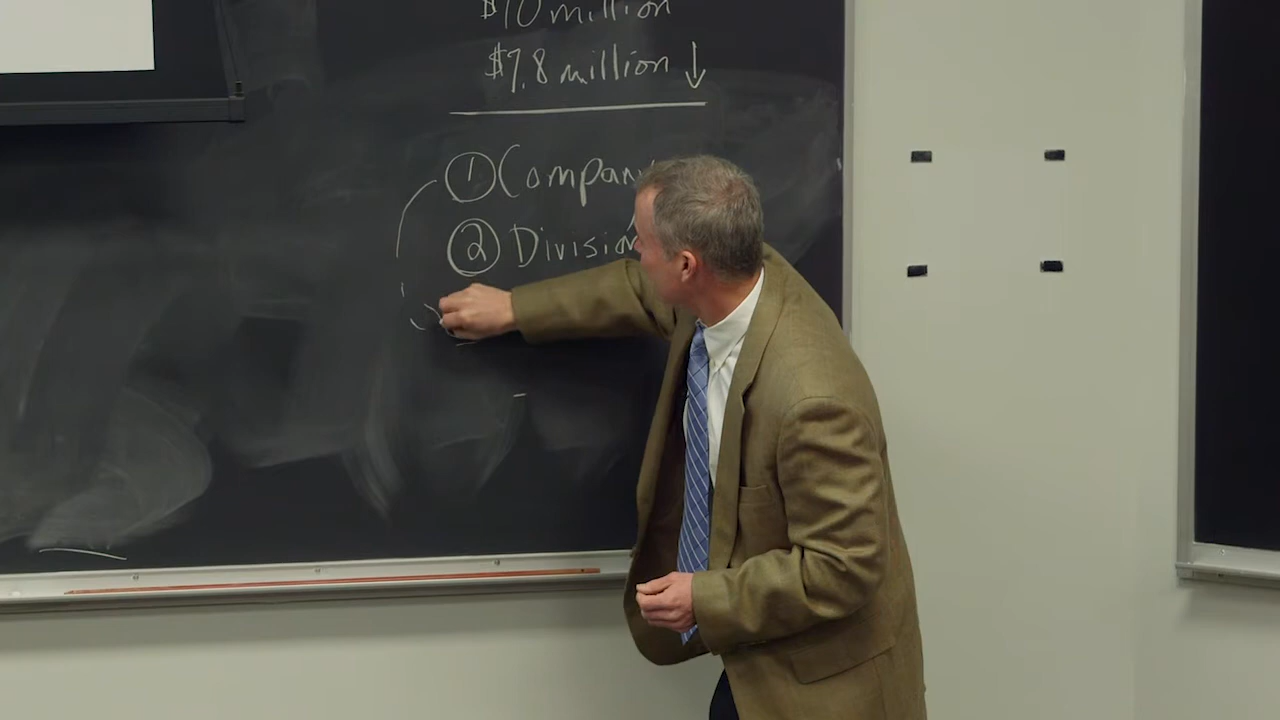 $10 million
$7.8 million ↓
① Company
② Division